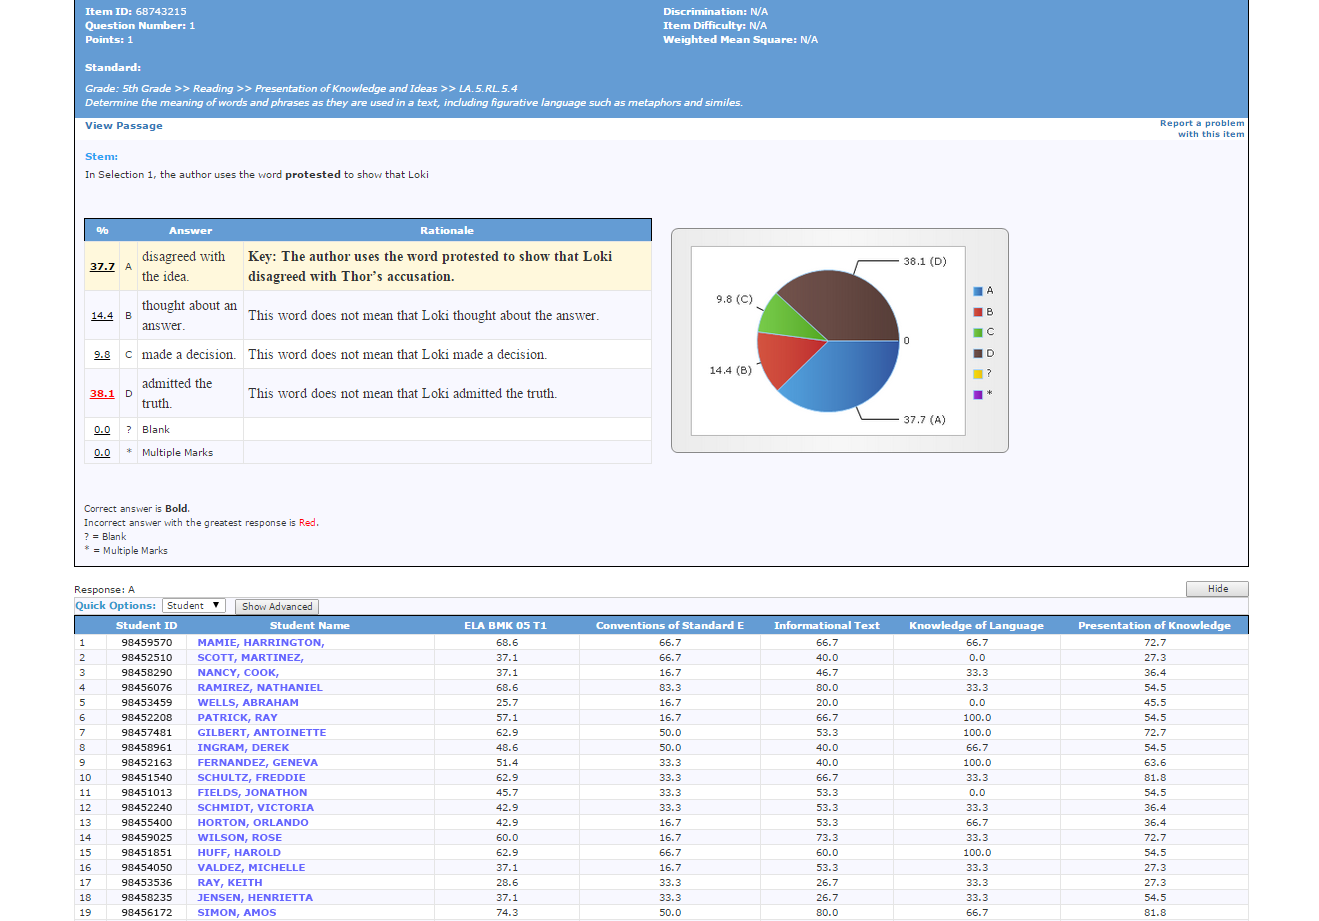 Item ID: 68743215
Question Number: 1
Points: 1
Discrimination: N/A
Item Difficulty: N/A
Weighted Mean Square: N/A
Standard:
Grade: 5th Grade >> Reading >> Presentation of Knowledge and Ideas >> LA.5.RL.5.4
Determine the meaning of words and phrases as they are used in a text, including figurative language such as metaphors and similes.
View Passage
Report a problem
with this item
Stem:
In Selection 1, the author uses the word protested to show that Loki
% Answer Rationale
37.7 A disagreed with the idea. Key: The author uses the word protested to show that Loki disagreed with Thor's accusation.
14.4 B thought about an answer. This word does not mean that Loki thought about the answer.
9.8 C made a decision. This word does not mean that Loki made a decision.
38.1 D admitted the truth. This word does not mean that Loki admitted the truth.
0.0 ? Blank
0.0 * Multiple Marks
38.1 (D)
9.8 (C)
0
14.4 (B)
37.7 (A)
A
B
C
D
?
*
Correct answer is Bold.
Incorrect answer with the greatest response is Red.
? = Blank
* = Multiple Marks
Response: A
Hide
Quick Options: Student ▼ Show Advanced
Student ID Student Name ELA BMK 05 T1 Conventions of Standard E Informational Text Knowledge of Language Presentation of Knowledge
1 98459570 MAMIE, HARRINGTON, 68.6 66.7 66.7 66.7 72.7
2 98452510 SCOTT, MARTINEZ, 37.1 66.7 40.0 0.0 27.3
3 98458290 NANCY, COOK, 37.1 16.7 46.7 33.3 36.4
4 98456076 RAMIREZ, NATHANIEL 68.6 83.3 80.0 33.3 54.5
5 98453459 WELLS, ABRAHAM 25.7 16.7 20.0 0.0 45.5
6 98452208 PATRICK, RAY 57.1 16.7 66.7 100.0 54.5
7 98457481 GILBERT, ANTOINETTE 62.9 50.0 53.3 100.0 72.7
8 98458961 INGRAM, DEREK 48.6 50.0 40.0 66.7 54.5
9 98452163 FERNANDEZ, GENEVA 51.4 33.3 40.0 100.0 63.6
10 98451540 SCHULTZ, FREDDIE 62.9 33.3 66.7 33.3 81.8
11 98451013 FIELDS, JONATHON 45.7 33.3 53.3 0.0 54.5
12 98452240 SCHMIDT, VICTORIA 42.9 33.3 53.3 33.3 36.4
13 98455400 HORTON, ORLANDO 42.9 16.7 53.3 66.7 36.4
14 98459025 WILSON, ROSE 60.0 16.7 73.3 33.3 72.7
15 98451851 HUFF, HAROLD 62.9 66.7 60.0 100.0 54.5
16 98454050 VALDEZ, MICHELLE 37.1 16.7 53.3 33.3 27.3
17 98453536 RAY, KEITH 28.6 33.3 26.7 33.3 27.3
18 98458235 JENSEN, HENRIETTA 37.1 33.3 26.7 33.3 54.5
19 98456172 SIMON, AMOS 74.3 50.0 80.0 66.7 81.8